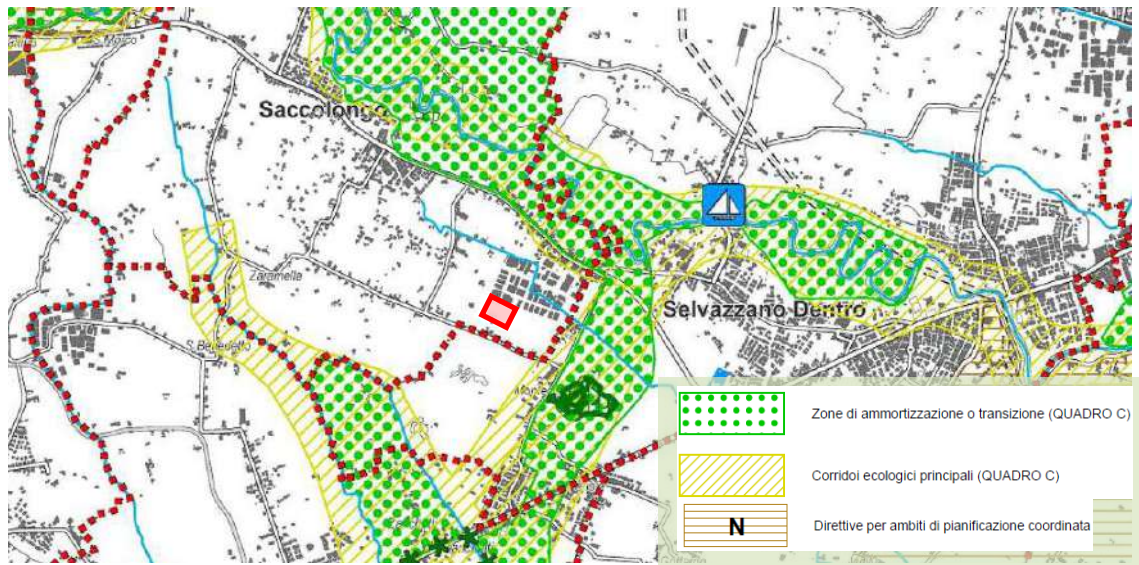 Saccolongo
Zaramella
Selvazzano Dentro
S.Benedetto
Zone di ammortizzazione o transizione (QUADRO C)
Corridoi ecologici principali (QUADRO C)
N
Direttive per ambiti di pianificazione coordinata